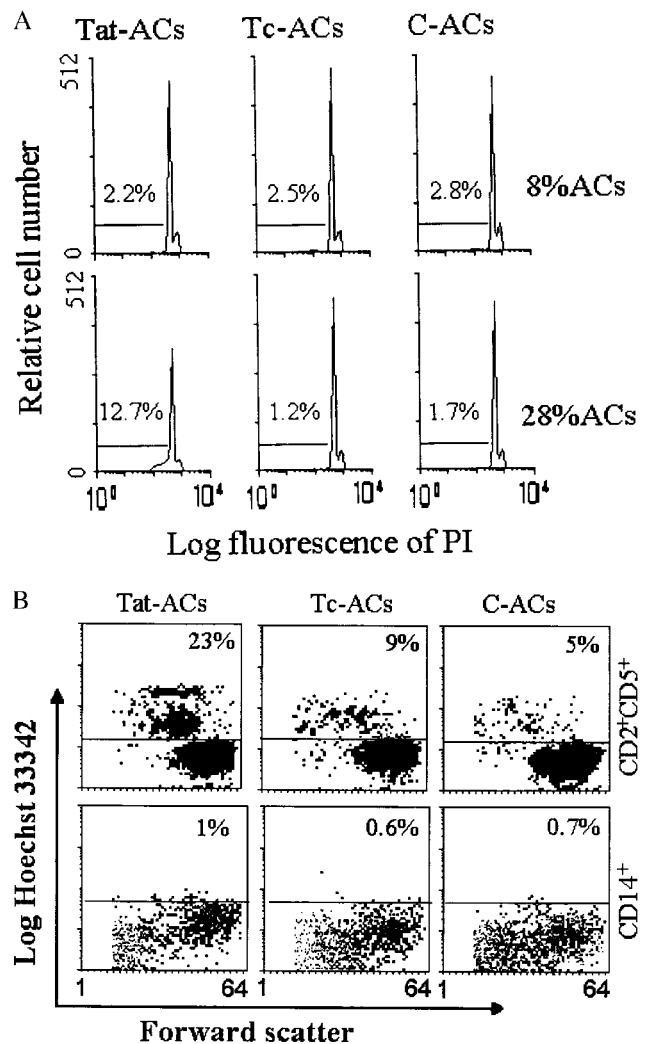 A
Tat-ACs Tc-ACs C-ACs
512
0
2.2% 2.5% 2.8%
8%ACs
Relative cell number
512
0
12.7% 1.2% 1.7%
28%ACs
10⁰ 10⁴ 10⁰ 10⁴ 10⁰ 10⁴
Log fluorescence of PI
B
Tat-ACs Tc-ACs C-ACs
23% 9% 5%
CD2⁺CD5⁺
Log Hoechst 33342
1% 0.6% 0.7%
CD14⁺
1 64 1 64 1 64
Forward scatter